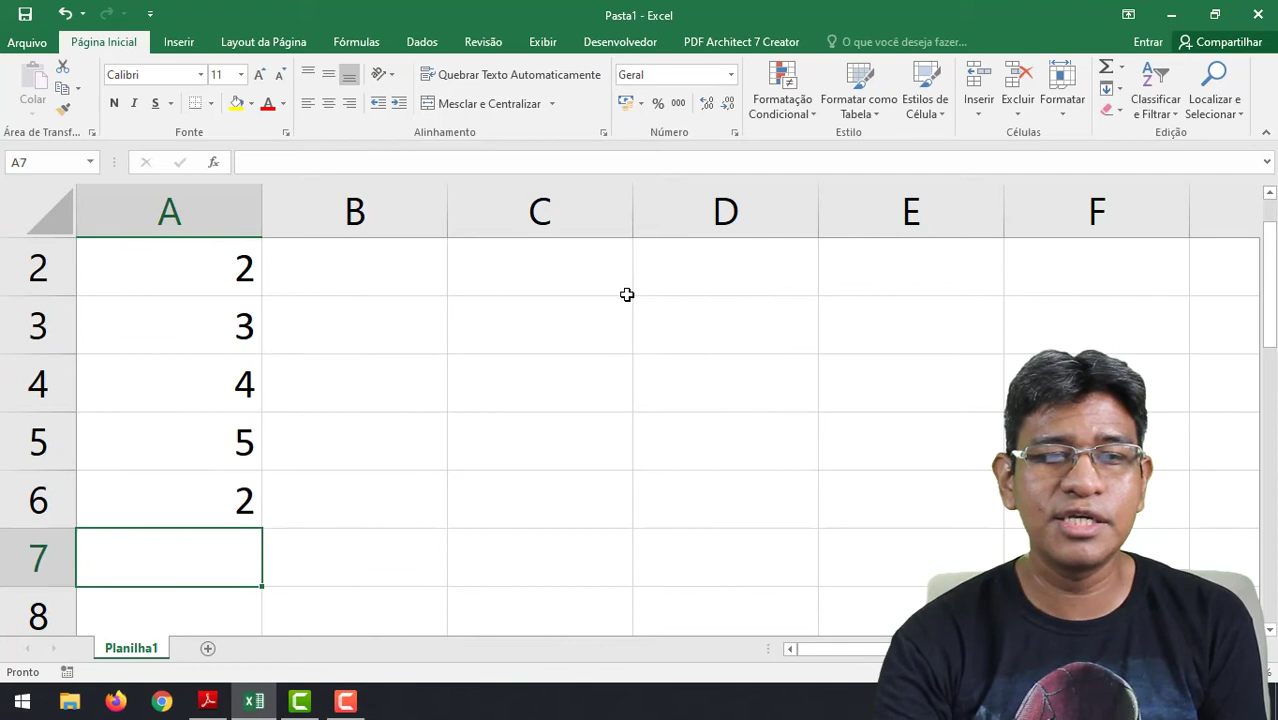 Pasta1 - Excel
Arquivo Página Inicial Inserir Layout da Página Fórmulas Dados Revisão Exibir Desenvolvedor PDF Architect 7 Creator O que você deseja fazer... Entrar Compartilhar
Colar Calibri 11 Quebrar Texto Automaticamente Geral
N I S A Mescle e Centralizar % 000 Formatação Condicional Formatar como Tabela Estilos de Célula Inserir Excluir Formatar Classificar e Filtrar Localizar e Selecionar
Área de Transf... Fonte Alinhamento Número Estilo Células Edição
A7 fx
A B C D E F
2 2
3 3
4 4
5 5
6 2
7
8
Planilha1
Pronto